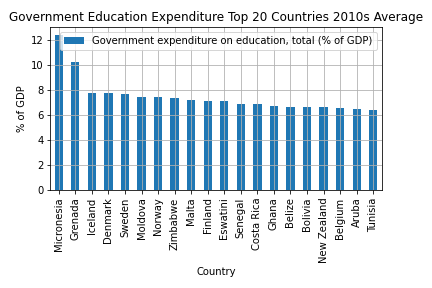 Government Education Expenditure Top 20 Countries 2010s Average
Government expenditure on education, total (% of GDP)
% of GDP
12
10
8
6
4
2
0
Micronesia
Grenada
Iceland
Denmark
Sweden
Moldova
Norway
Zimbabwe
Malta
Finland
Eswatini
Senegal
Costa Rica
Ghana
Belize
Bolivia
New Zealand
Belgium
Aruba
Tunisia
Country